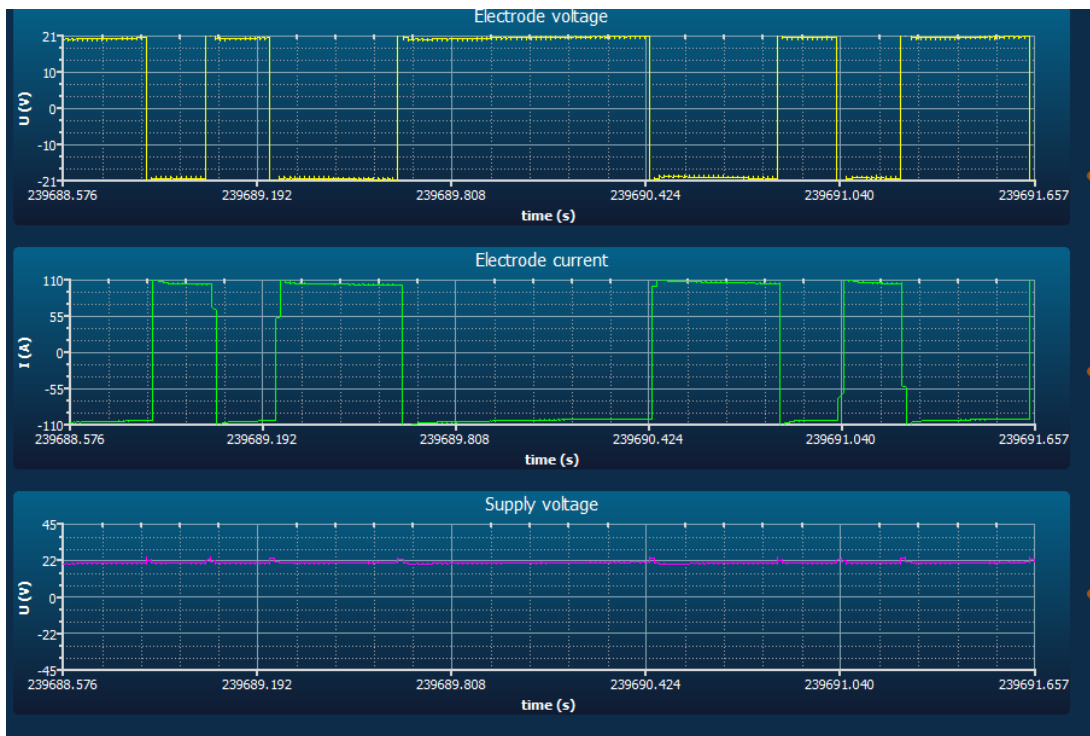 Electrode voltage
21
10
0
-10
-21
U (V)
239688.576 239689.192 239689.808 239690.424 239691.040 239691.657
time (s)
Electrode current
110
55
0
-55
-110
I (A)
239688.576 239689.192 239689.808 239690.424 239691.040 239691.657
time (s)
Supply voltage
45
22
0
-22
-45
U (V)
239688.576 239689.192 239689.808 239690.424 239691.040 239691.657
time (s)